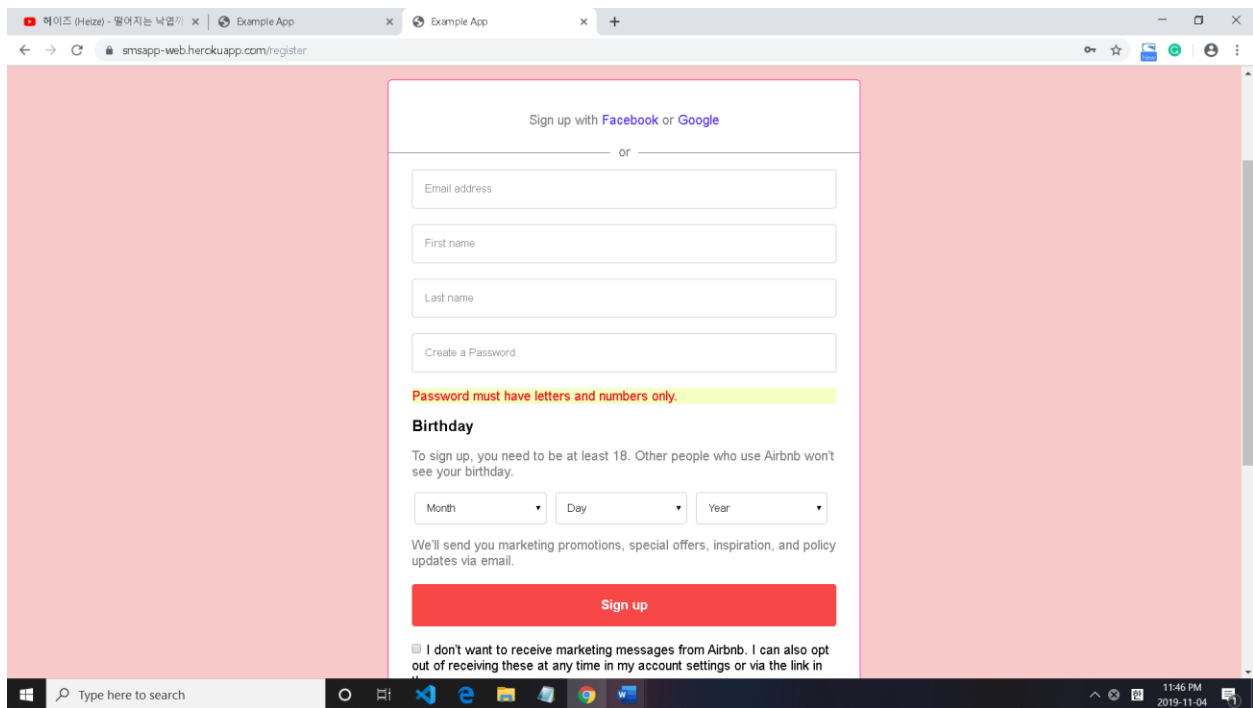 헤이즈 (Heize) - 떨어지는 낙엽까
Example App
Example App
smsapp-web.herokuapp.com/register
New
Sign up with Facebook or Google
or
Email address
First name
Last name
Create a Password
Password must have letters and numbers only.
Birthday
To sign up, you need to be at least 18. Other people who use Airbnb won't
see your birthday.
Month
Day
Year
We'll send you marketing promotions, special offers, inspiration, and policy
updates via email.
Sign up
I don't want to receive marketing messages from Airbnb. I can also opt
out of receiving these at any time in my account settings or via the link in
Type here to search
한
11:46 PM
2019-11-04
1